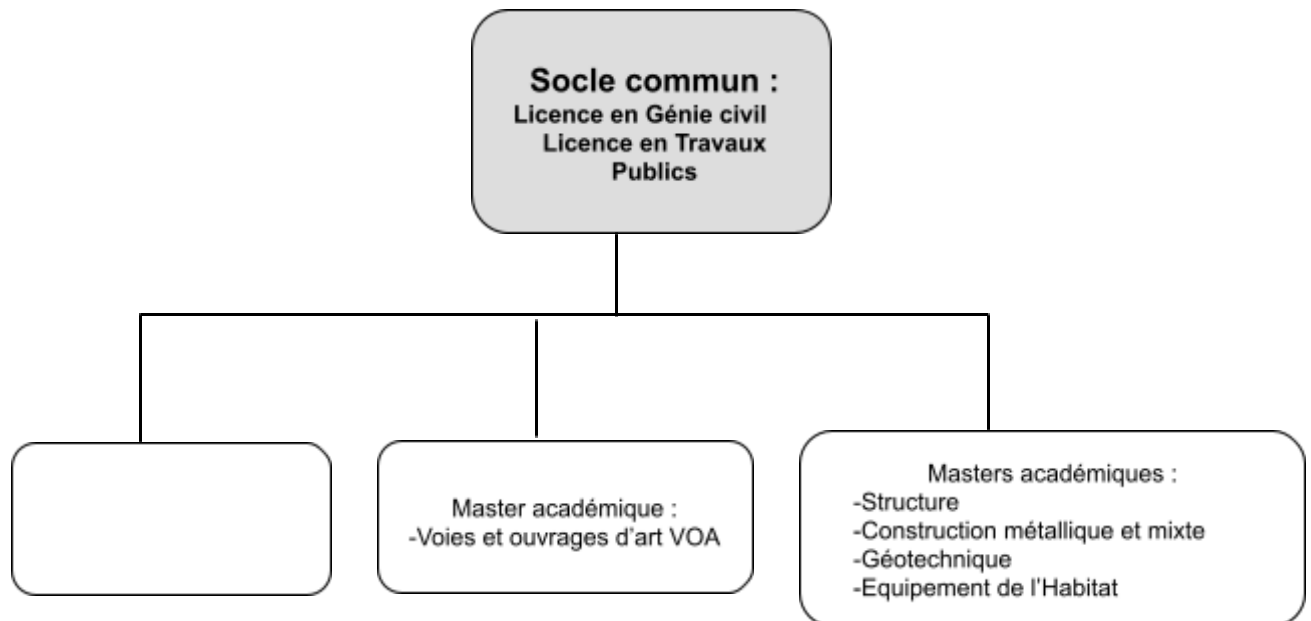 Socle commun :
Licence en Génie civil
Licence en Travaux
Publics
Master académique :
-Voies et ouvrages d'art VOA
Masters académiques :
-Structure
-Construction métallique et mixte
-Géotechnique
-Equipement de l'Habitat